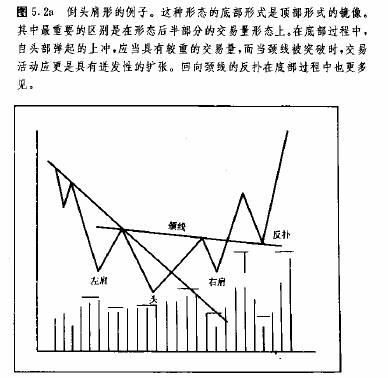 图5.2a 倒头肩形的例子。这种形态的底部形式是顶部形式的镜像。
其中最重要的区别是在形态后半部分的交易量形态上。在底部过程中,
自头部弹起的上冲,应当具有较重的交易量,而当颈线被突破时,交易
活动应更是具有迸发性的扩张。回向颈线的反扑在底部过程中也更多
见。
颈线
反扑
左肩
头
右肩